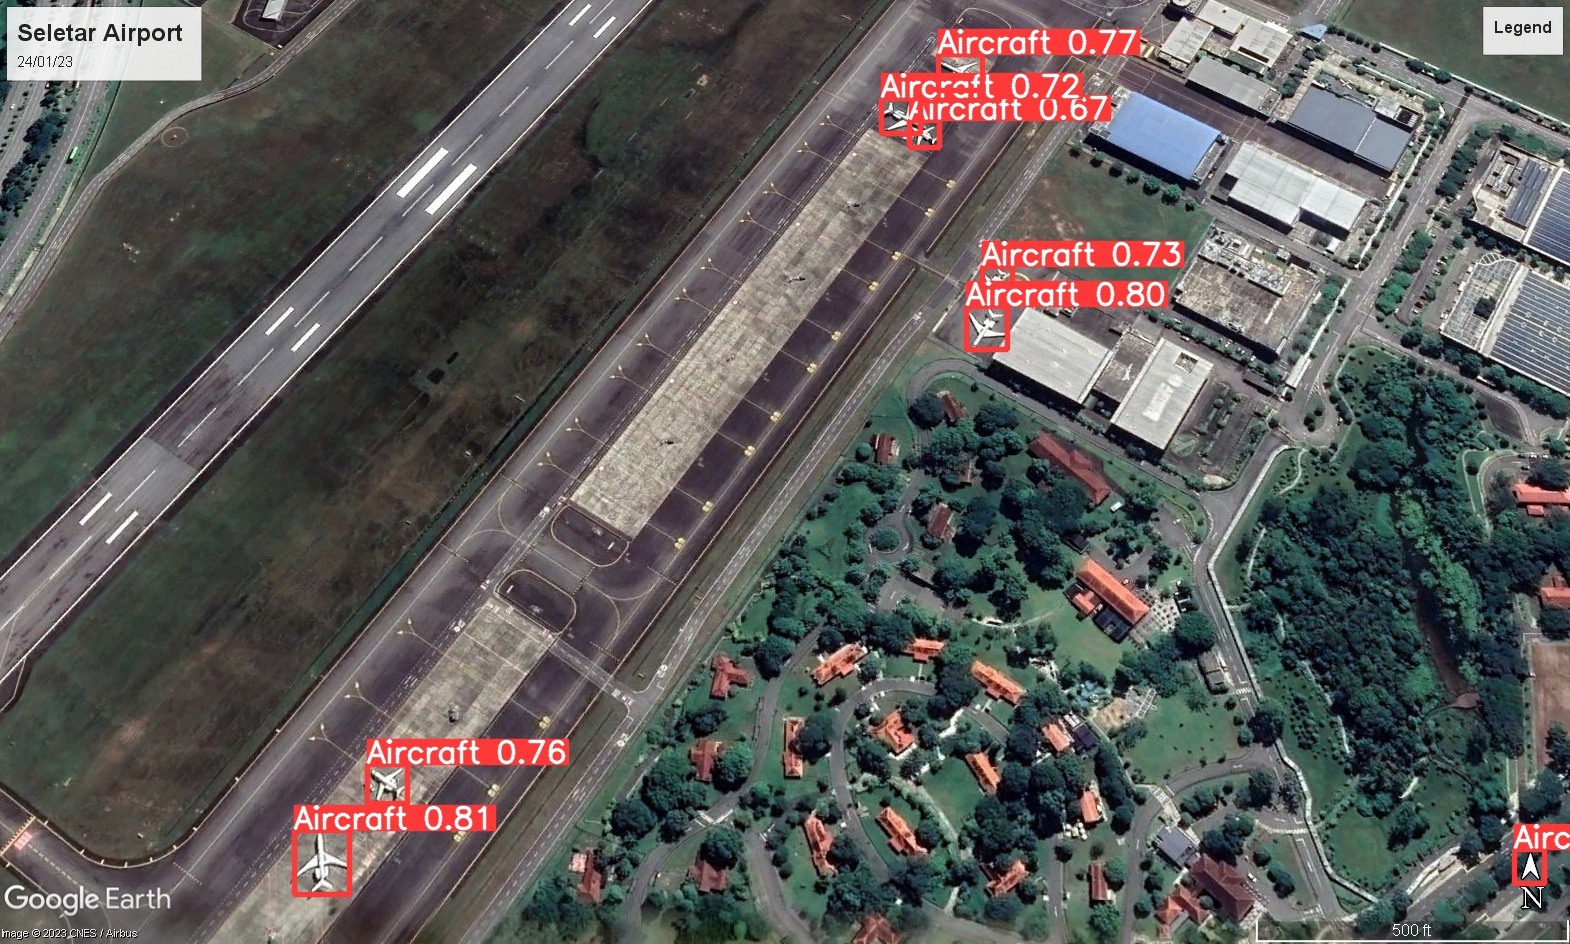 Seletar Airport
24/01/23
Legend
Aircraft 0.77
Aircraft 0.72
Aircraft 0.67
Aircraft 0.73
Aircraft 0.80
Aircraft 0.76
Aircraft 0.81
Airc
N
Google Earth
Image © 2023 CNES / Airbus
500 ft